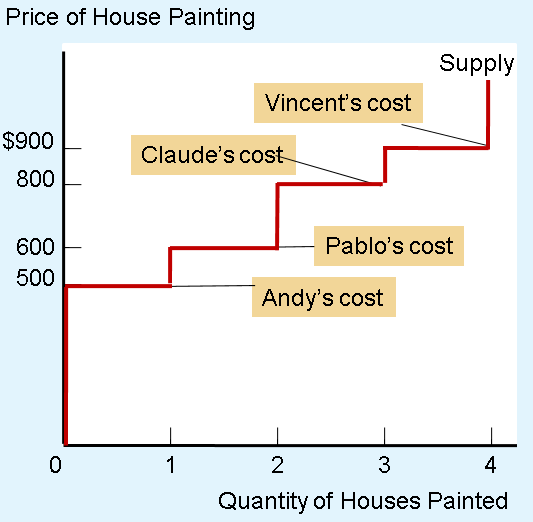 Price of House Painting
Supply
Vincent's cost
$900
Claude's cost
800
600
Pablo's cost
500
Andy's cost
0
1
2
3
4
Quantity of Houses Painted